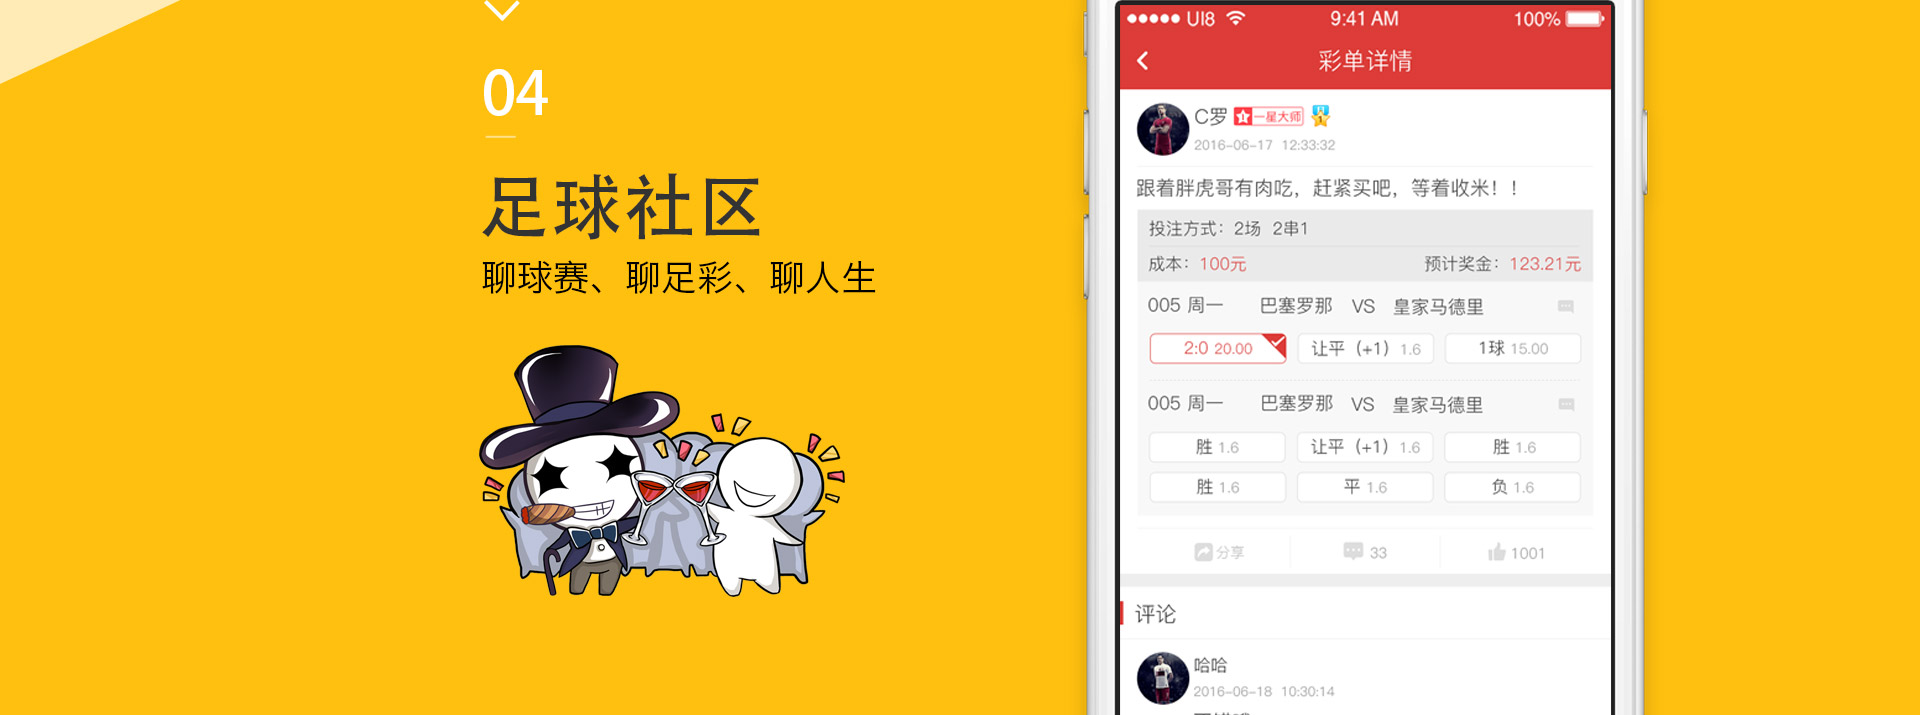 04
足球社区
聊球赛、聊足彩、聊人生
UI8 9:41 AM 100%
彩单详情
C罗 一星大师 1
2016-06-17 12:33:32
跟着胖虎哥有肉吃，赶紧买吧，等着收米！！
投注方式：2场 2串1
成本：100元 预计奖金：123.21元
005 周一 巴塞罗那 VS 皇家马德里
2:0 20.00 让平（+1）1.6 1球 15.00
005 周一 巴塞罗那 VS 皇家马德里
胜 1.6 让平（+1）1.6 胜 1.6
胜 1.6 平 1.6 负 1.6
分享 33 1001
评论
哈哈
2016-06-18 10:30:14